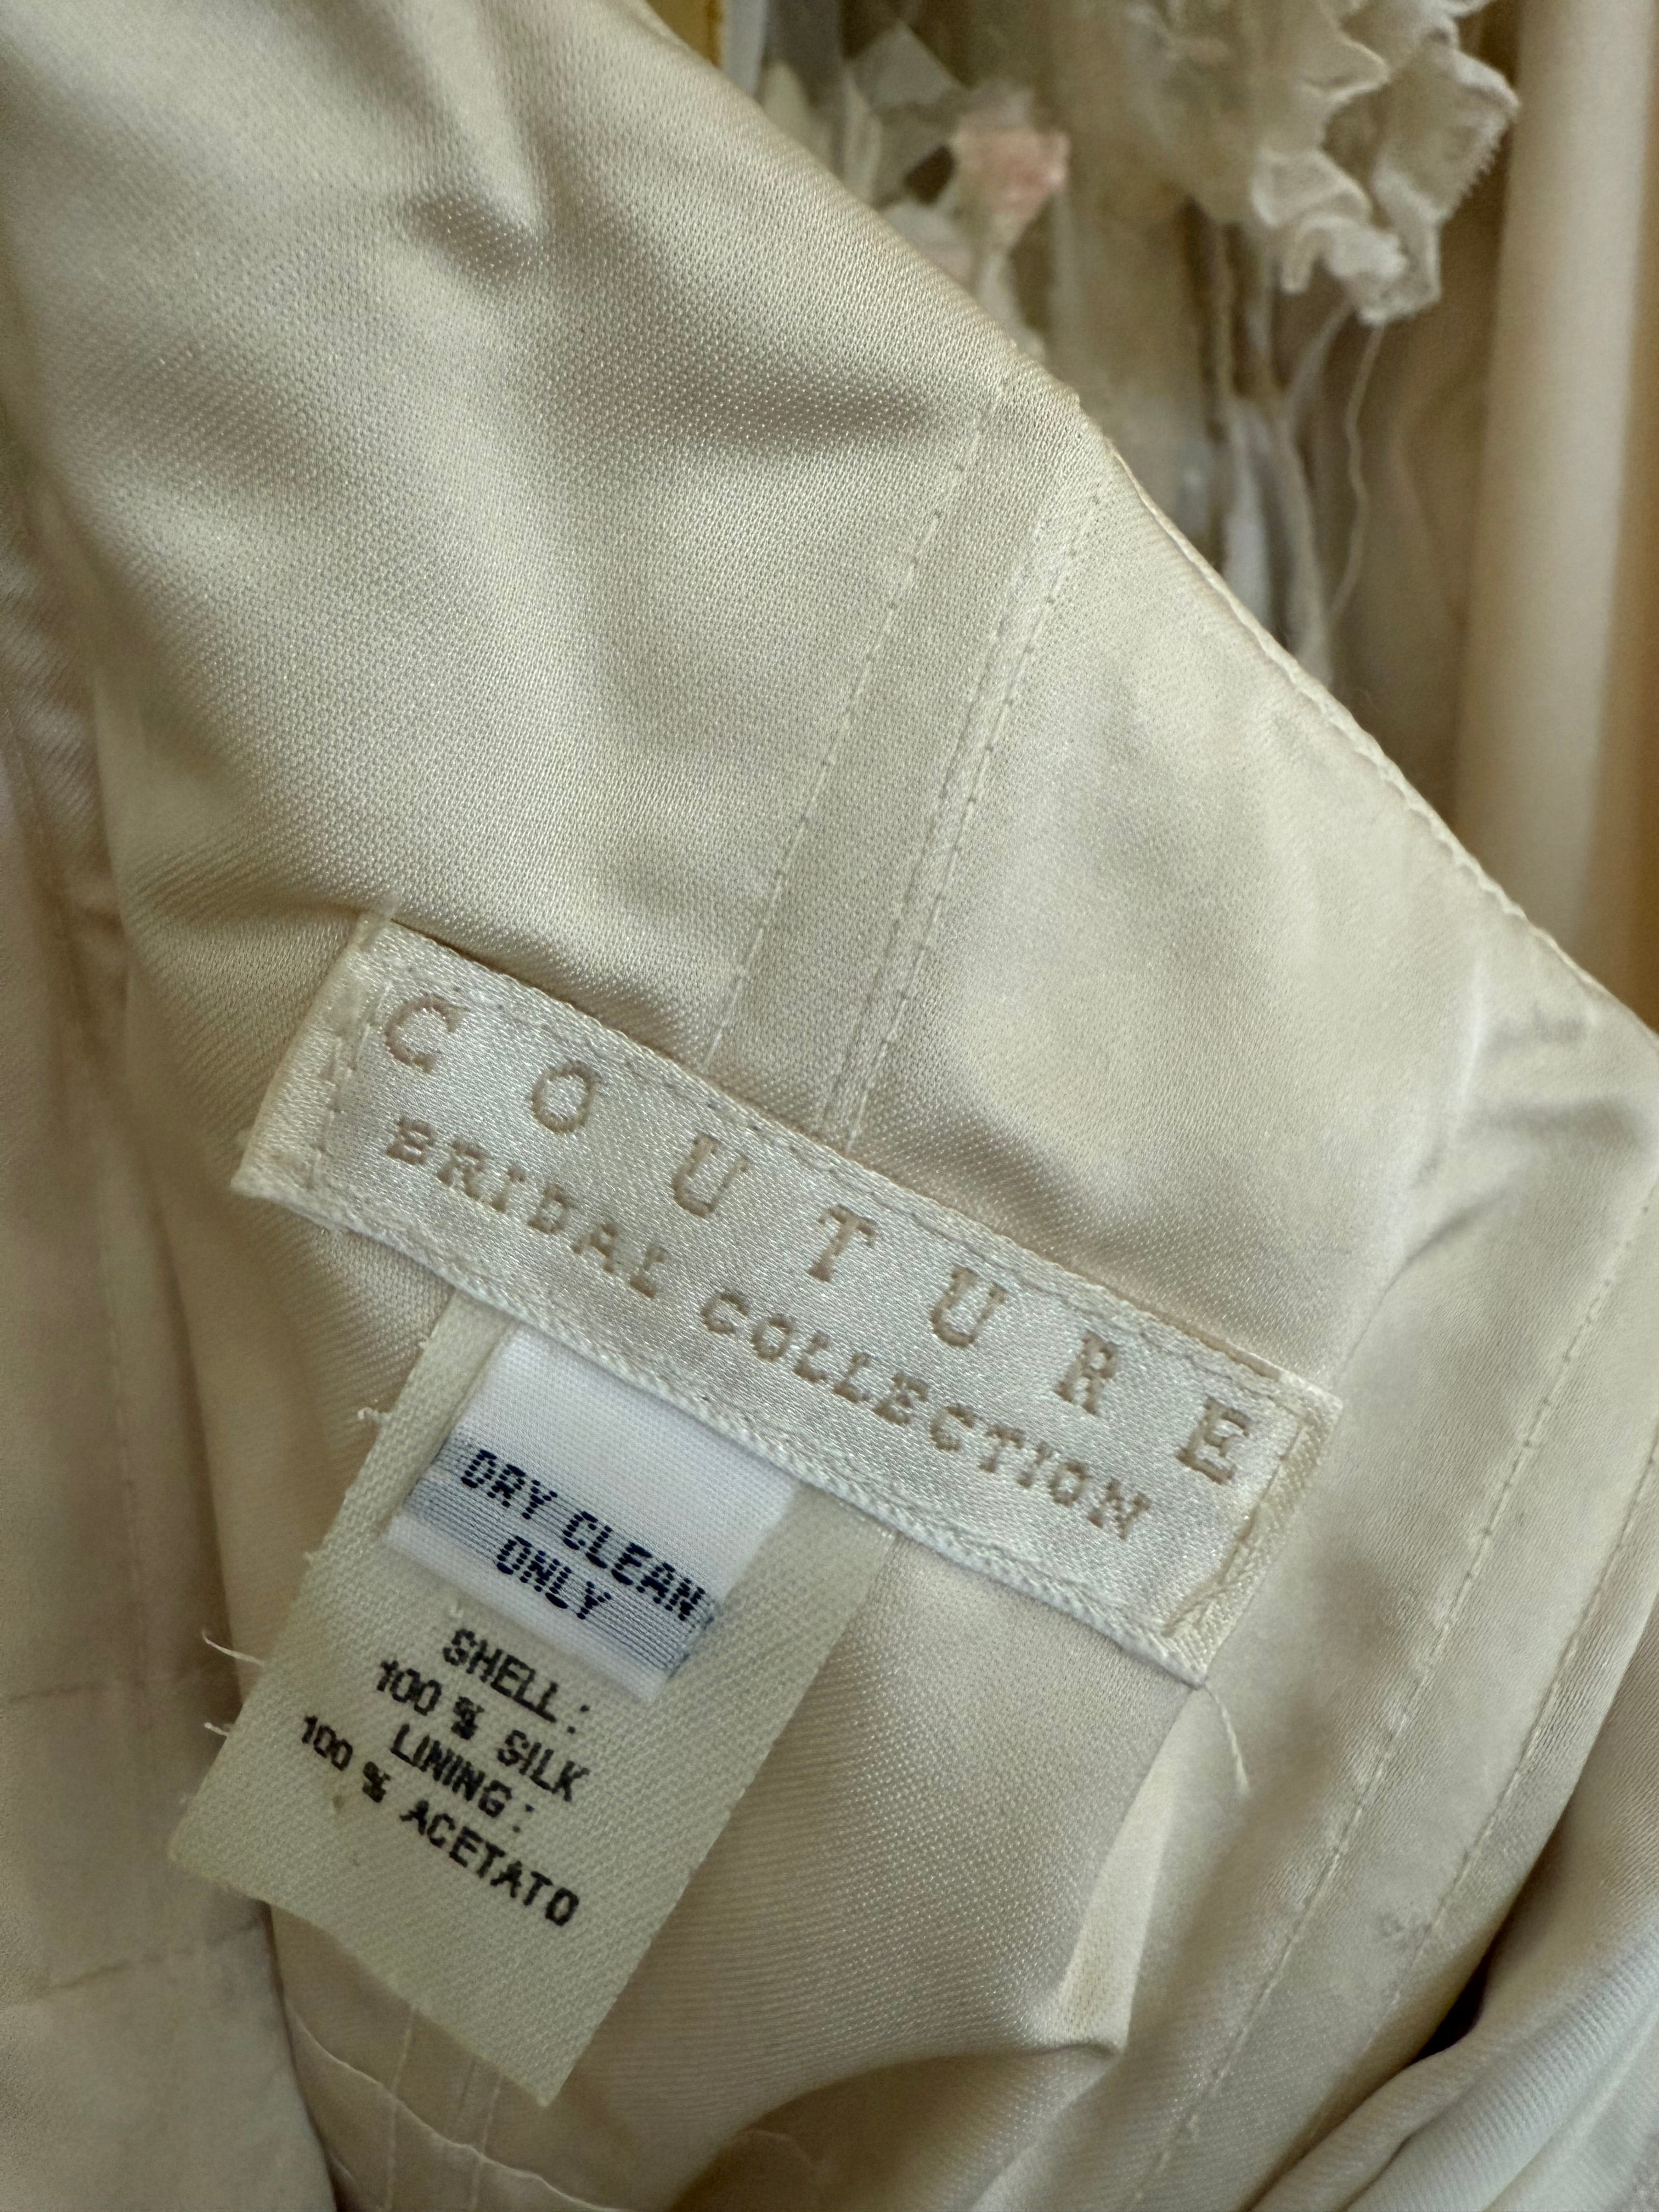 COUTURE
BRIDAL COLLECTION
DRY CLEAN
ONLY
SHELL:
100 % SILK
LINING:
100 % ACETATO